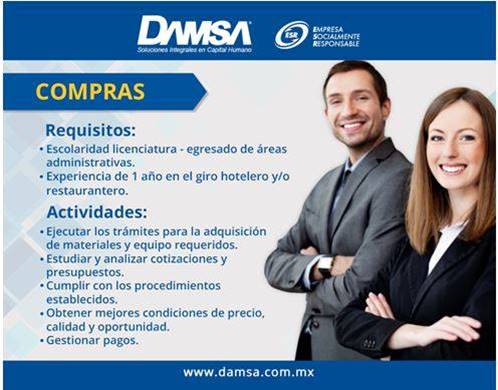 DAMSA
Soluciones Integrales en Capital Humano
ESR
EMPRESA
SOCIALMENTE
RESPONSABLE
COMPRAS
Requisitos:
• Escolaridad licenciatura - egresado de áreas
administrativas.
• Experiencia de 1 año en el giro hotelero y/o
restaurantero.
Actividades:
• Ejecutar los trámites para la adquisición
de materiales y equipo requeridos.
• Estudiar y analizar cotizaciones y
presupuestos.
• Cumplir con los procedimientos
establecidos.
• Obtener mejores condiciones de precio,
calidad y oportunidad.
• Gestionar pagos.
www.damsa.com.mx